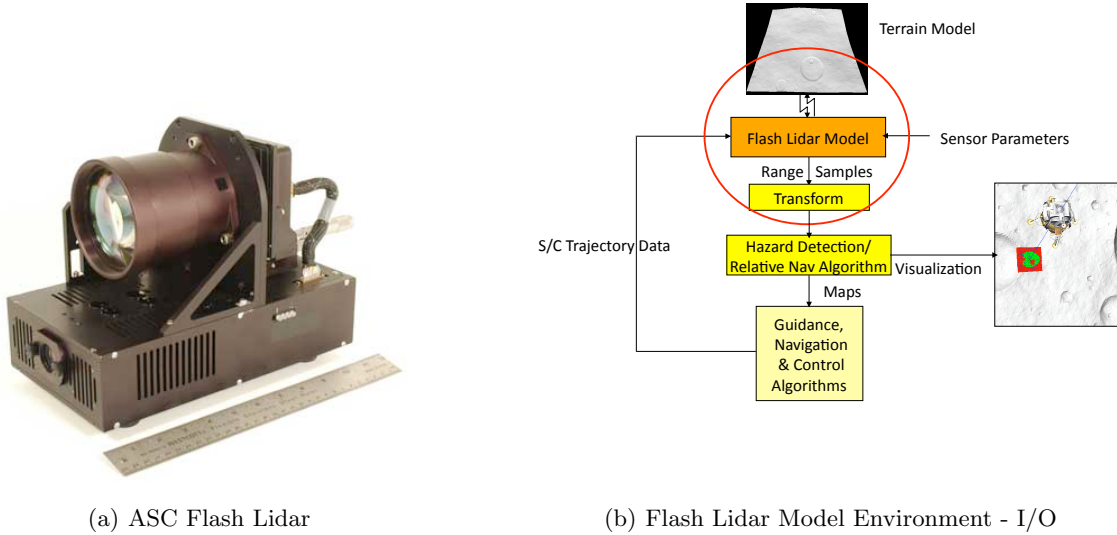 Terrain Model
Flash Lidar Model
Sensor Parameters
Range Samples
Transform
S/C Trajectory Data
Hazard Detection/
Relative Nav Algorithm
Visualization
Maps
Guidance,
Navigation
& Control
Algorithms
(a) ASC Flash Lidar
(b) Flash Lidar Model Environment - I/O